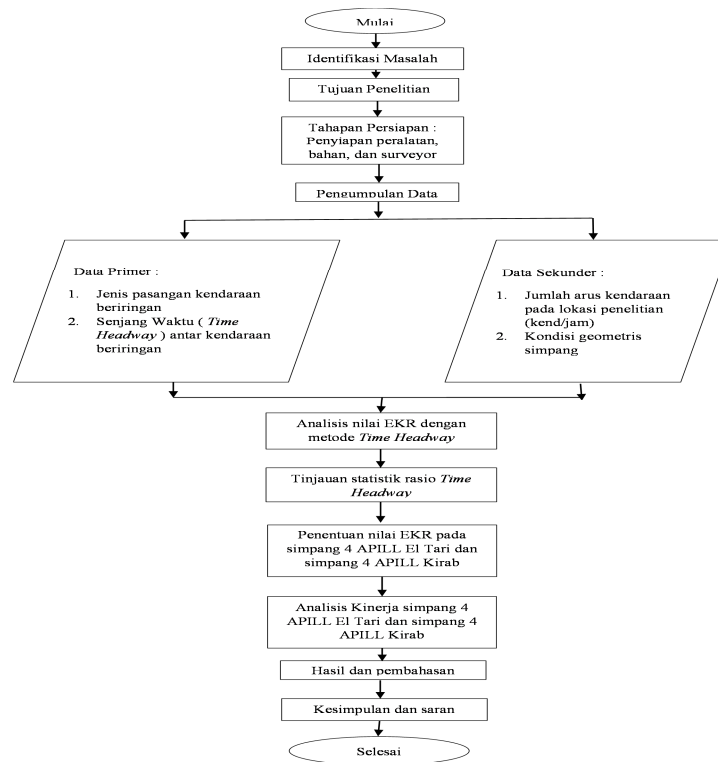 Mulai
Identifikasi Masalah
Tujuan Penelitian
Tahapan Persiapan :
Penyiapan peralatan,
bahan, dan surveyor
Pengumpulan Data
Data Primer :
1. Jenis pasangan kendaraan
beriringan
2. Senjang Waktu ( Time
Headway ) antar kendaraan
beriringan
Data Sekunder :
1. Jumlah arus kendaraan
pada lokasi penelitian
(kend/jam)
2. Kondisi geometris
simpang
Analisis nilai EKR dengan
metode Time Headway
Tinjauan statistik rasio Time
Headway
Penentuan nilai EKR pada
simpang 4 APILL El Tari dan
simpang 4 APILL Kirab
Analisis Kinerja simpang 4
APILL El Tari dan simpang 4
APILL Kirab
Hasil dan pembahasan
Kesimpulan dan saran
Selesai